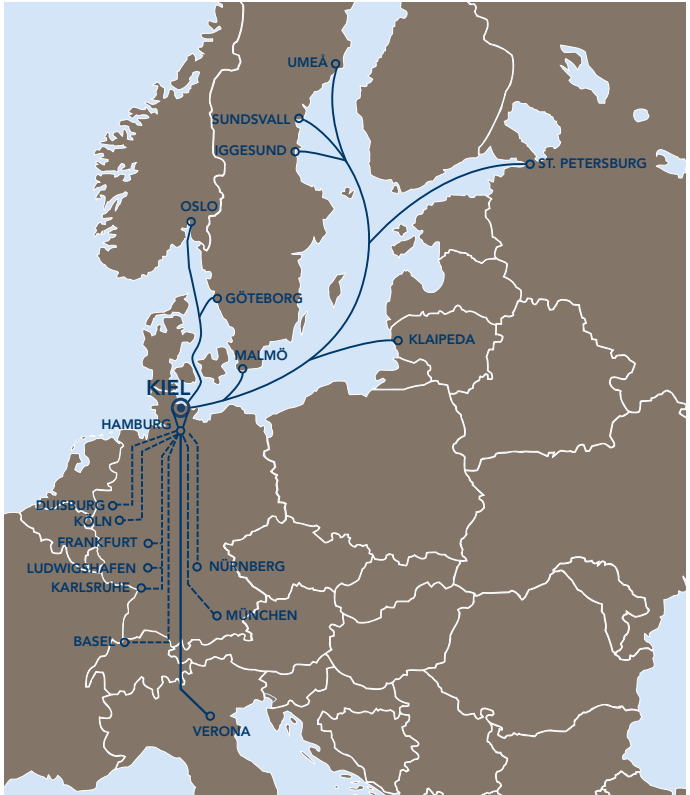 UMEÅ
SUNDSVALL
IGGESUND
ST. PETERSBURG
OSLO
GÖTEBORG
KLAIPEDA
MALMÖ
KIEL
HAMBURG
DUISBURG
KÖLN
FRANKFURT
LUDWIGSHAFEN
NÜRNBERG
KARLSRUHE
MÜNCHEN
BASEL
VERONA